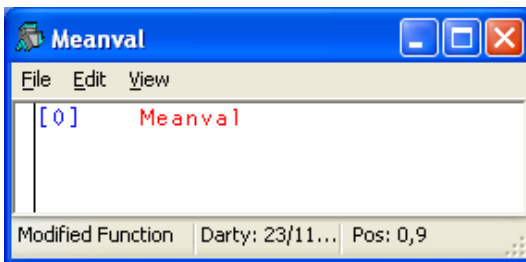 Meanval
File Edit View
[0] Meanval
Modified Function Darty: 23/11... Pos: 0,9